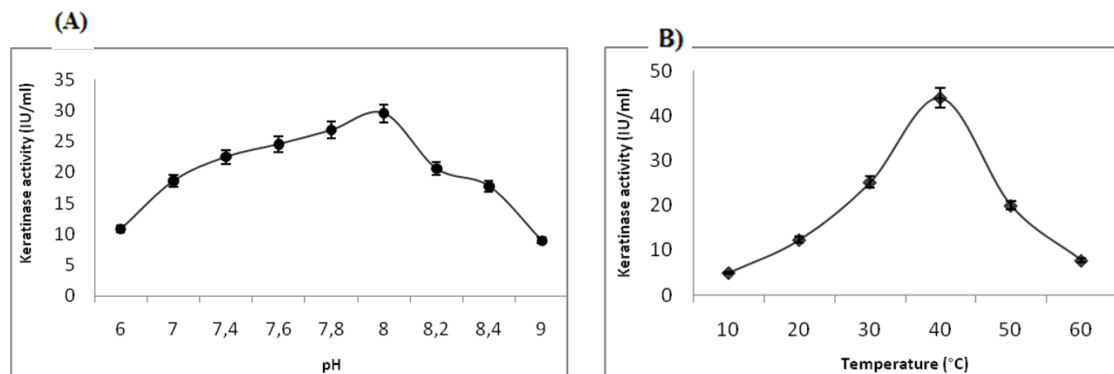 (A)
35
30
25
20
15
10
5
0
Keratinase activity (IU/ml)
6 7 7,4 7,6 7,8 8 8,2 8,4 9
pH
B)
50
40
30
20
10
0
Keratinase activity (IU/ml)
10 20 30 40 50 60
Temperature (°C)